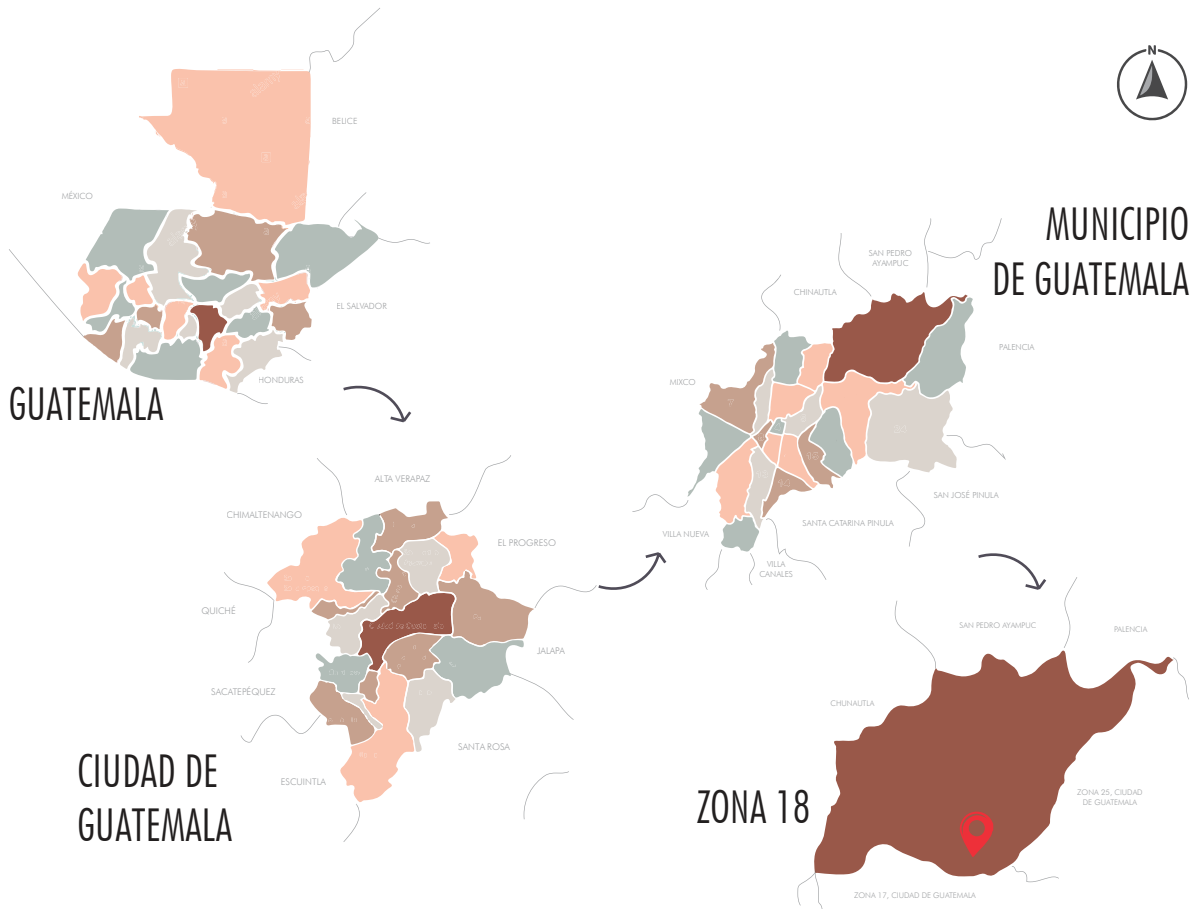 N
BELICE
MÉXICO
EL SALVADOR
HONDURAS
GUATEMALA
MUNICIPIO
DE GUATEMALA
SAN PEDRO
AYAMPUC
CHINAUTLA
PALENCIA
MIXCO
7
SAN JOSÉ PINULA
SANTA CATARINA PINULA
VILLA NUEVA
VILLA
CANALES
ALTA VERAPAZ
CHIMALTENANGO
EL PROGRESO
QUICHÉ
JALAPA
SACATEPÉQUEZ
SANTA ROSA
ESCUINTLA
CIUDAD DE
GUATEMALA
SAN PEDRO AYAMPUC
PALENCIA
CHUNAUTLA
ZONA 25, CIUDAD
DE GUATEMALA
ZONA 18
ZONA 17, CIUDAD DE GUATEMALA